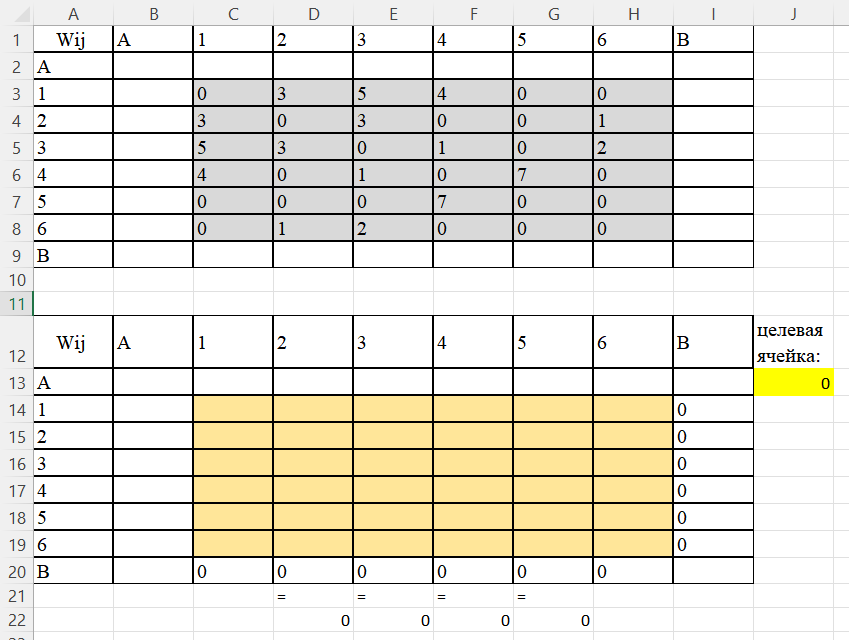 A B C D E F G H I J
1 Wij A 1 2 3 4 5 6 B
2 A
3 1 0 3 5 4 0 0
4 2 3 0 3 0 0 1
5 3 5 3 0 1 0 2
6 4 4 0 1 0 7 0
7 5 0 0 0 7 0 0
8 6 0 1 2 0 0 0
9 B
10
11
12 Wij A 1 2 3 4 5 6 B целевая
ячейка:
13 A 0
14 1 0
15 2 0
16 3 0
17 4 0
18 5 0
19 6 0
20 B 0 0 0 0 0 0
21 = = = =
22 0 0 0 0